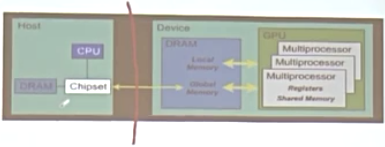 Host
CPU
DRAM
Chipset
Device
DRAM
Local
Memory
Global
Memory
GPU
Multiprocessor
Multiprocessor
Multiprocessor
Registers
Shared Memory